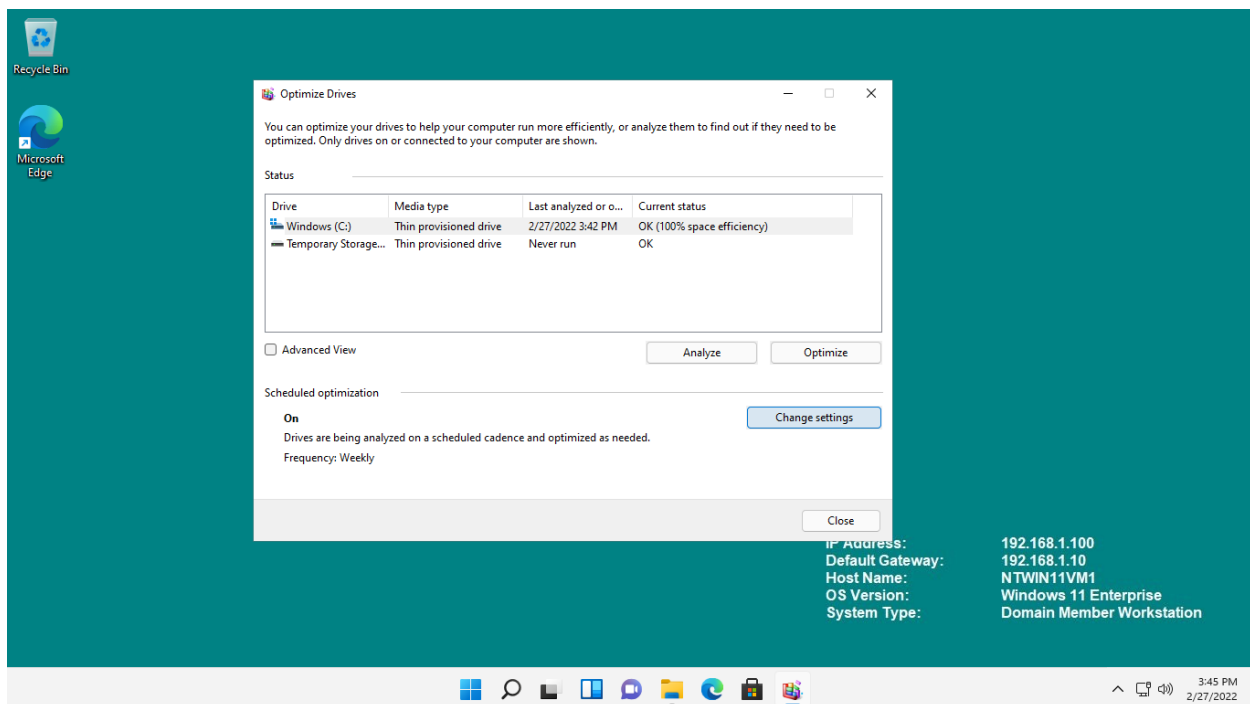 Recycle Bin
Microsoft
Edge
Optimize Drives
You can optimize your drives to help your computer run more efficiently, or analyze them to find out if they need to be
optimized. Only drives on or connected to your computer are shown.
Status
Drive Media type Last analyzed or o... Current status
Windows (C:) Thin provisioned drive 2/27/2022 3:42 PM OK (100% space efficiency)
Temporary Storage... Thin provisioned drive Never run OK
Advanced View
Analyze
Optimize
Scheduled optimization
On
Change settings
Drives are being analyzed on a scheduled cadence and optimized as needed.
Frequency: Weekly
Close
IP Address: 192.168.1.100
Default Gateway: 192.168.1.10
Host Name: NTWIN11VM1
OS Version: Windows 11 Enterprise
System Type: Domain Member Workstation
3:45 PM
2/27/2022